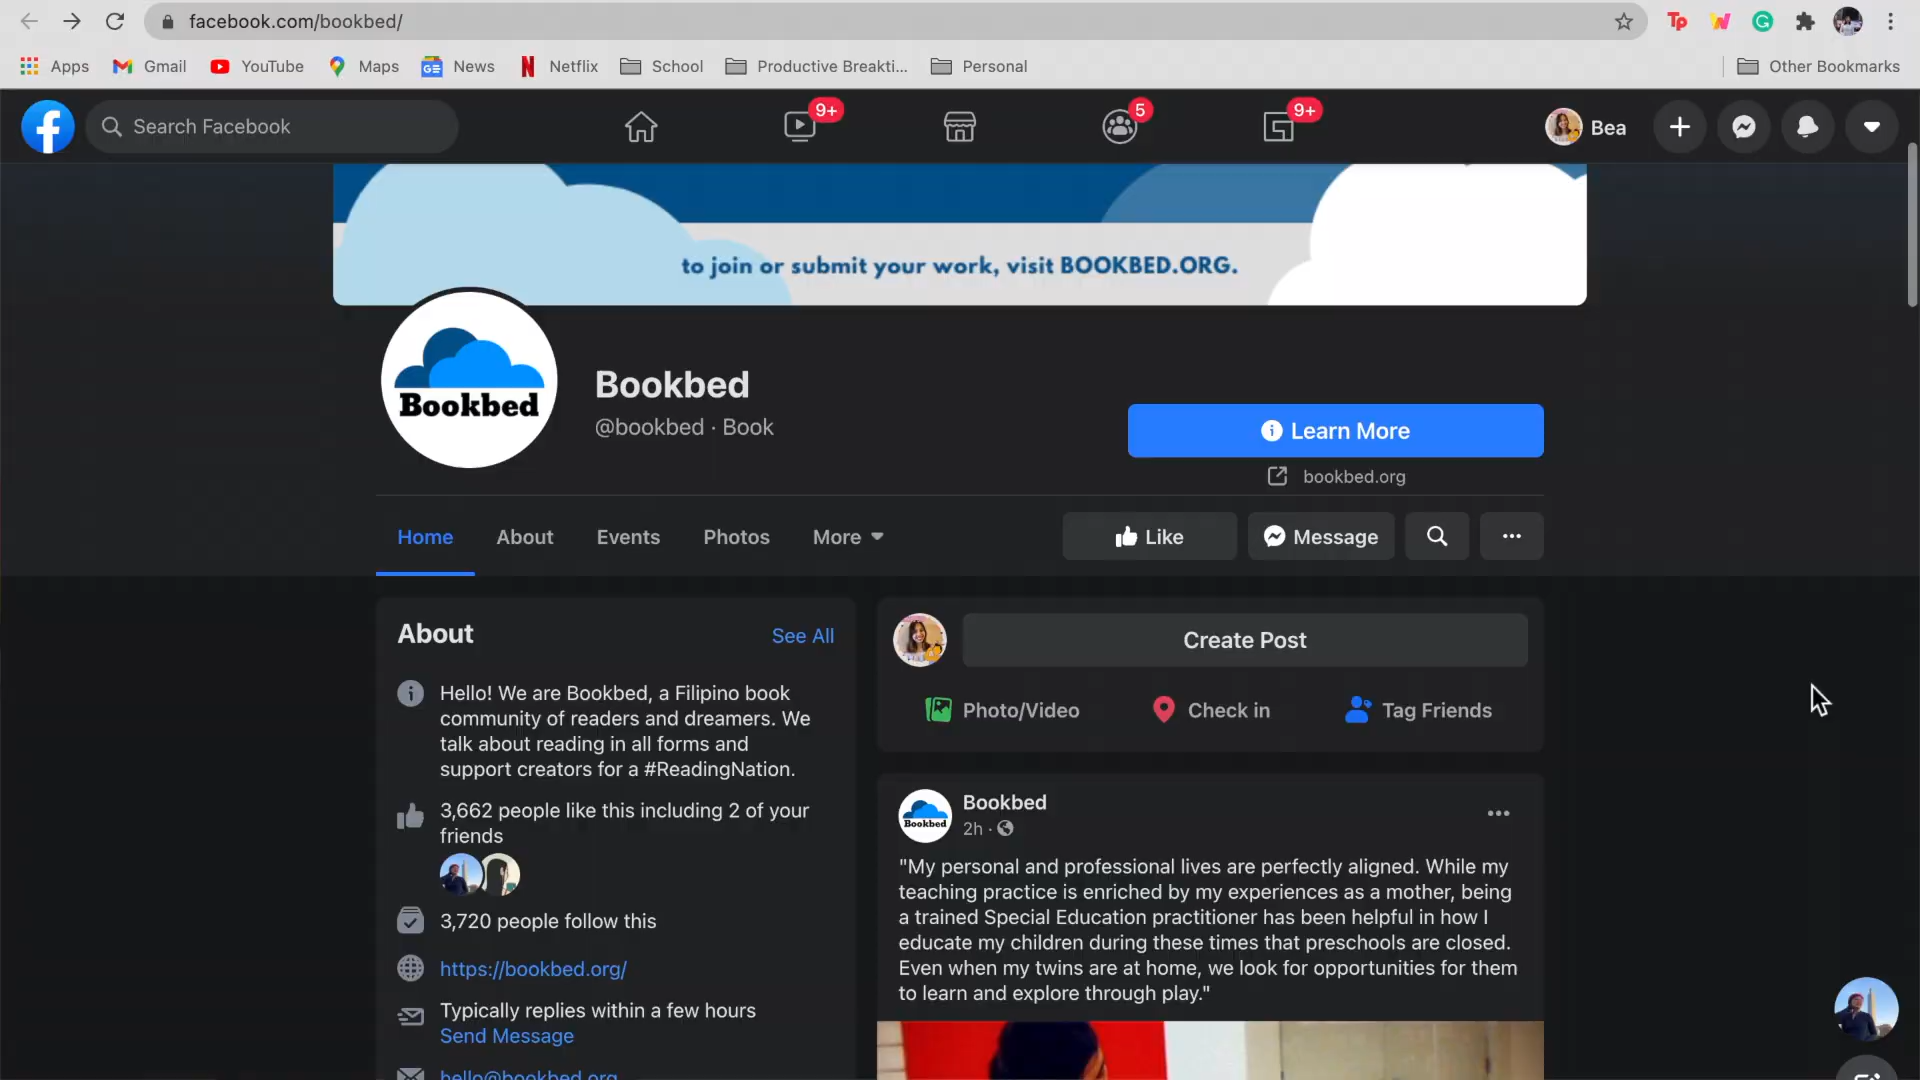 facebook.com/bookbed/
Apps
Gmail
YouTube
Maps
News
Netflix
School
Productive Breakti...
Personal
Other Bookmarks
Search Facebook
9+
5
9+
Bea
to join or submit your work, visit BOOKBED.ORG.
Bookbed
Bookbed
@bookbed · Book
Learn More
bookbed.org
Home
About
Events
Photos
More
Like
Message
About
See All
Hello! We are Bookbed, a Filipino book
community of readers and dreamers. We
talk about reading in all forms and
support creators for a #ReadingNation.
3,662 people like this including 2 of your
friends
3,720 people follow this
https://bookbed.org/
Typically replies within a few hours
Send Message
hello@bookbed.org
Create Post
Photo/Video
Check in
Tag Friends
Bookbed
Bookbed
2h ·
"My personal and professional lives are perfectly aligned. While my
teaching practice is enriched by my experiences as a mother, being
a trained Special Education practitioner has been helpful in how I
educate my children during these times that preschools are closed.
Even when my twins are at home, we look for opportunities for them
to learn and explore through play."